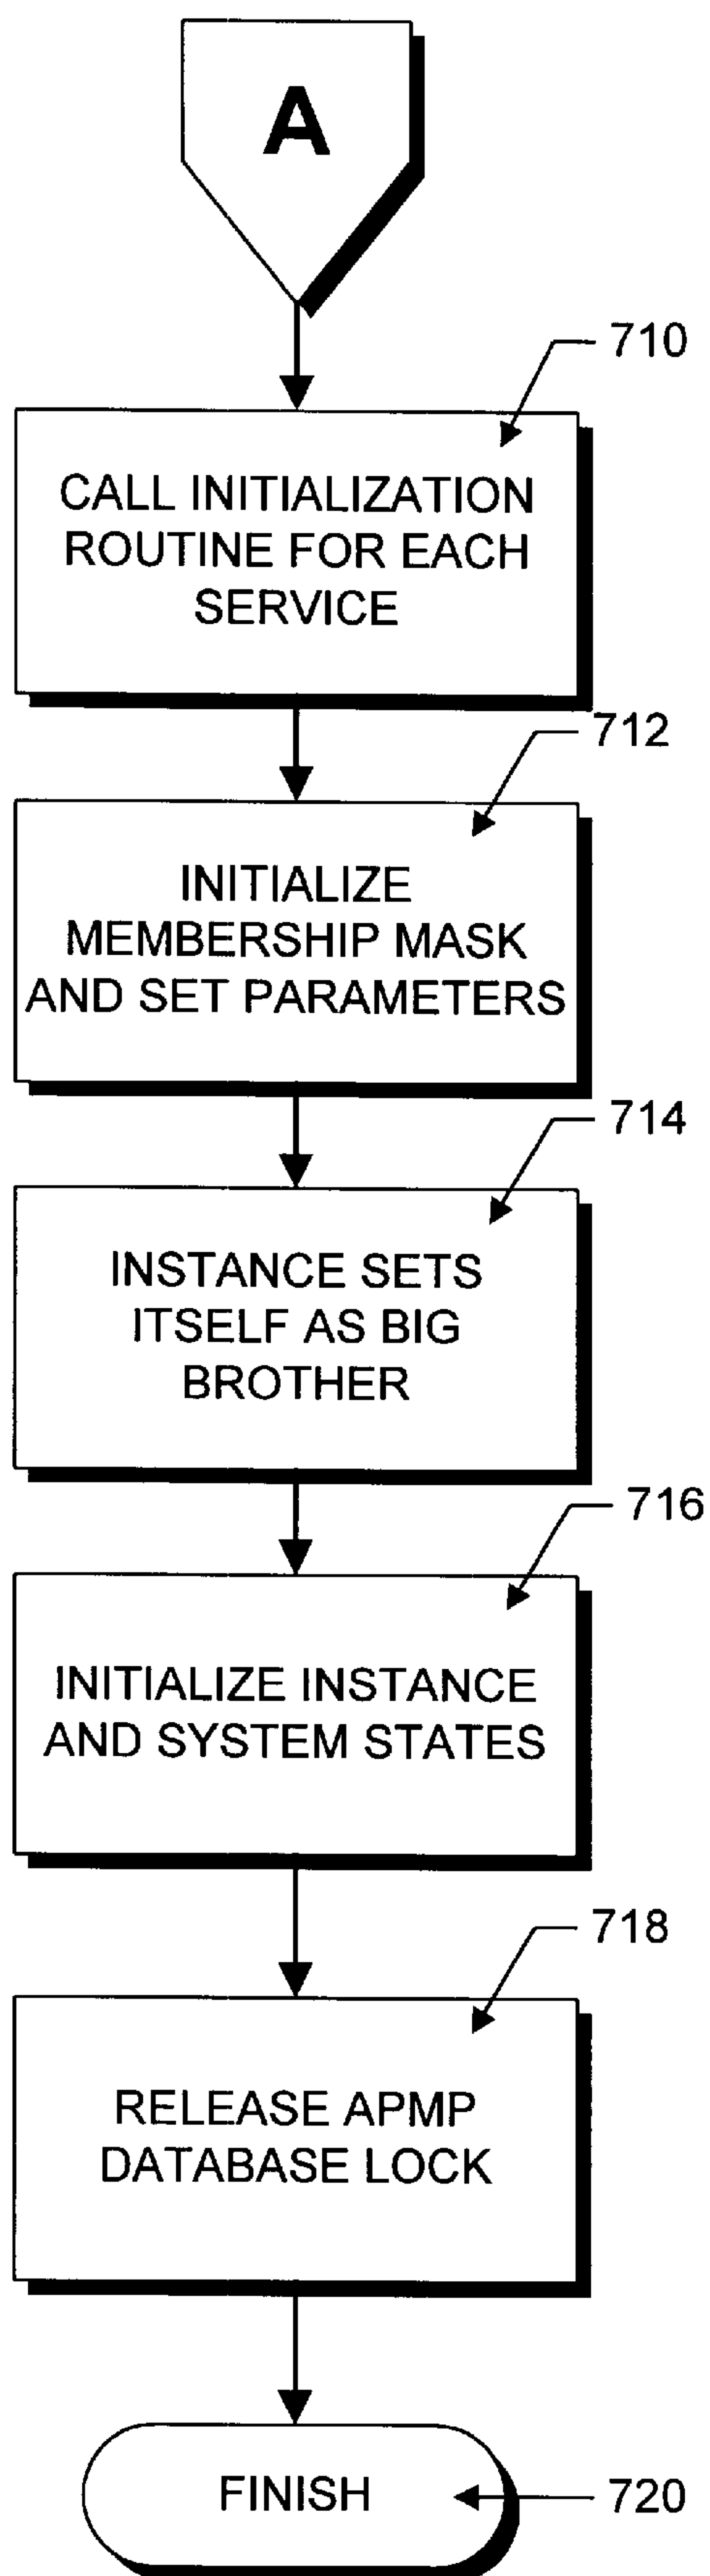 A
710
CALL INITIALIZATION
ROUTINE FOR EACH
SERVICE
712
INITIALIZE
MEMBERSHIP MASK
AND SET PARAMETERS
714
INSTANCE SETS
ITSELF AS BIG
BROTHER
716
INITIALIZE INSTANCE
AND SYSTEM STATES
718
RELEASE APMP
DATABASE LOCK
FINISH
720